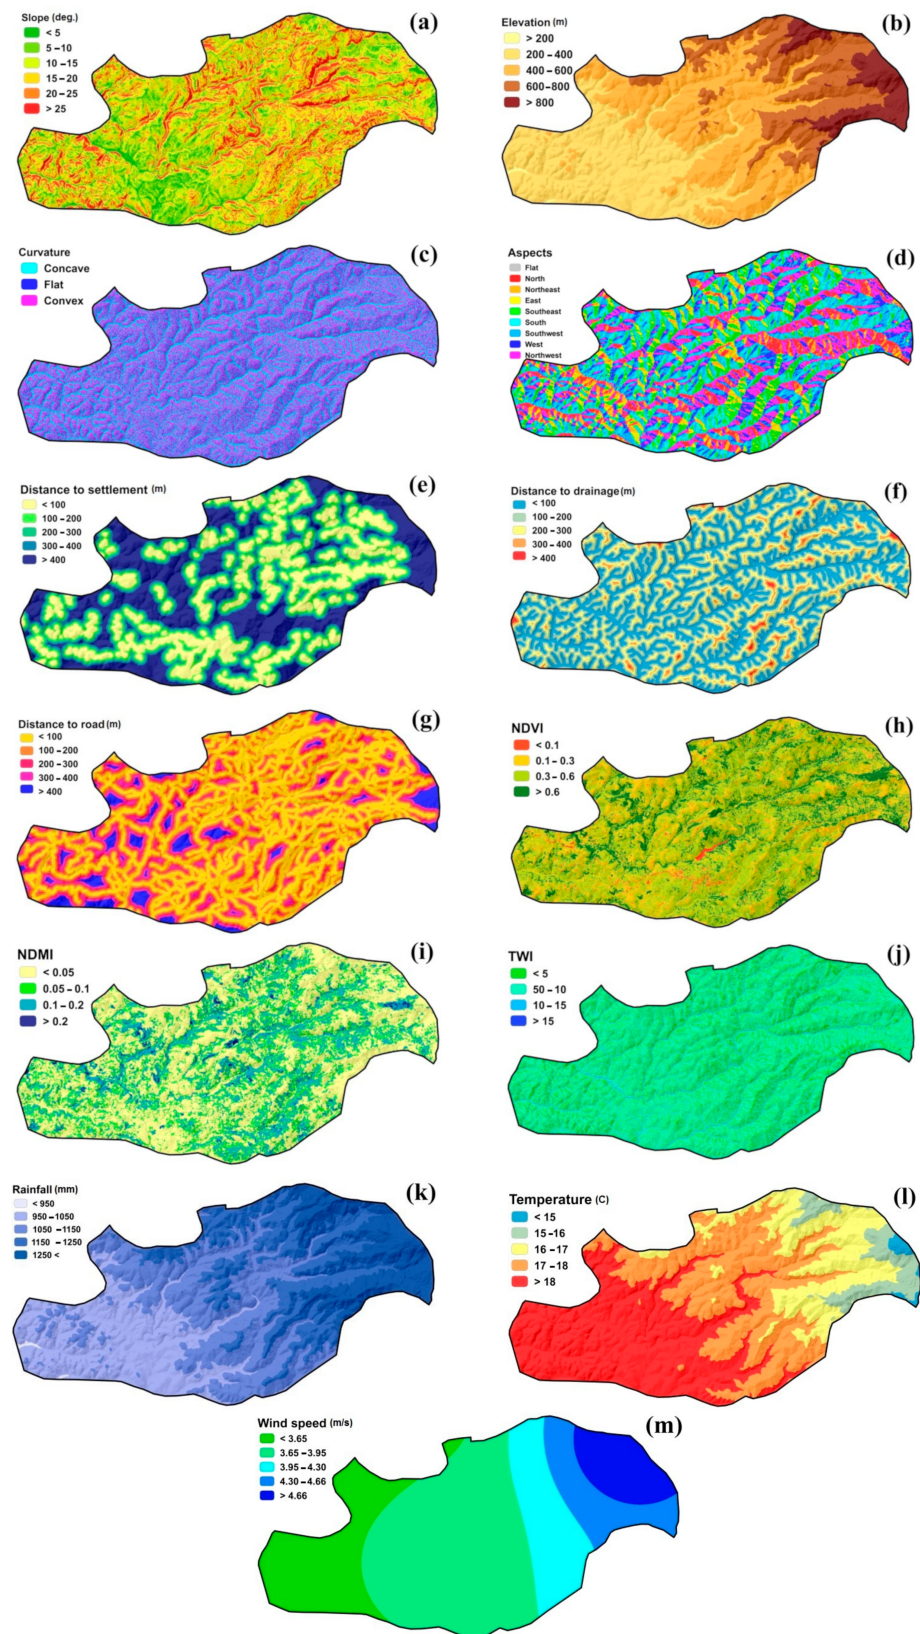 Slope (deg.)
< 5
5–10
10–15
15–20
20–25
> 25
(a)
Elevation (m)
> 200
200–400
400–600
600–800
> 800
(b)
Curvature
Concave
Flat
Convex
(c)
Aspects
Flat
North
Northeast
East
Southeast
South
Southwest
West
Northwest
(d)
Distance to settlement (m)
< 100
100–200
200–300
300–400
> 400
(e)
Distance to drainage(m)
< 100
100–200
200–300
300–400
> 400
(f)
Distance to road(m)
< 100
100–200
200–300
300–400
> 400
(g)
NDVI
< 0.1
0.1–0.3
0.3–0.6
> 0.6
(h)
NDMI
< 0.05
0.05–0.1
0.1–0.2
> 0.2
(i)
TWI
< 5
50–10
10–15
> 15
(j)
Rainfall (mm)
< 950
950–1050
1050–1150
1150–1250
1250 <
(k)
Temperature (C)
< 15
15–16
16–17
17–18
> 18
(l)
Wind speed (m/s)
< 3.65
3.65–3.95
3.95–4.30
4.30–4.66
> 4.66
(m)